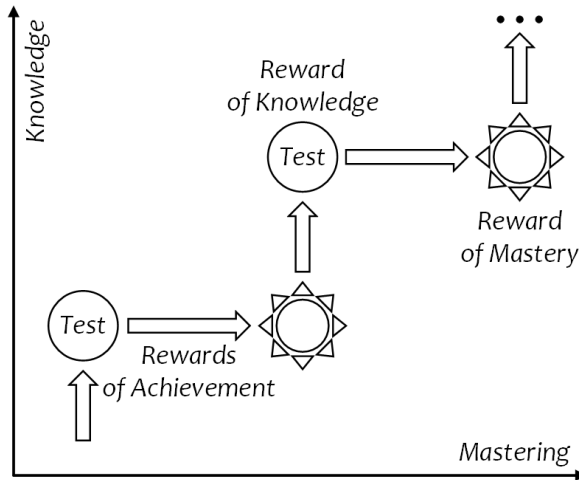 Knowledge
• • •
Reward
of Knowledge
Test
Reward
of Mastery
Test
Rewards
of Achievement
Mastering